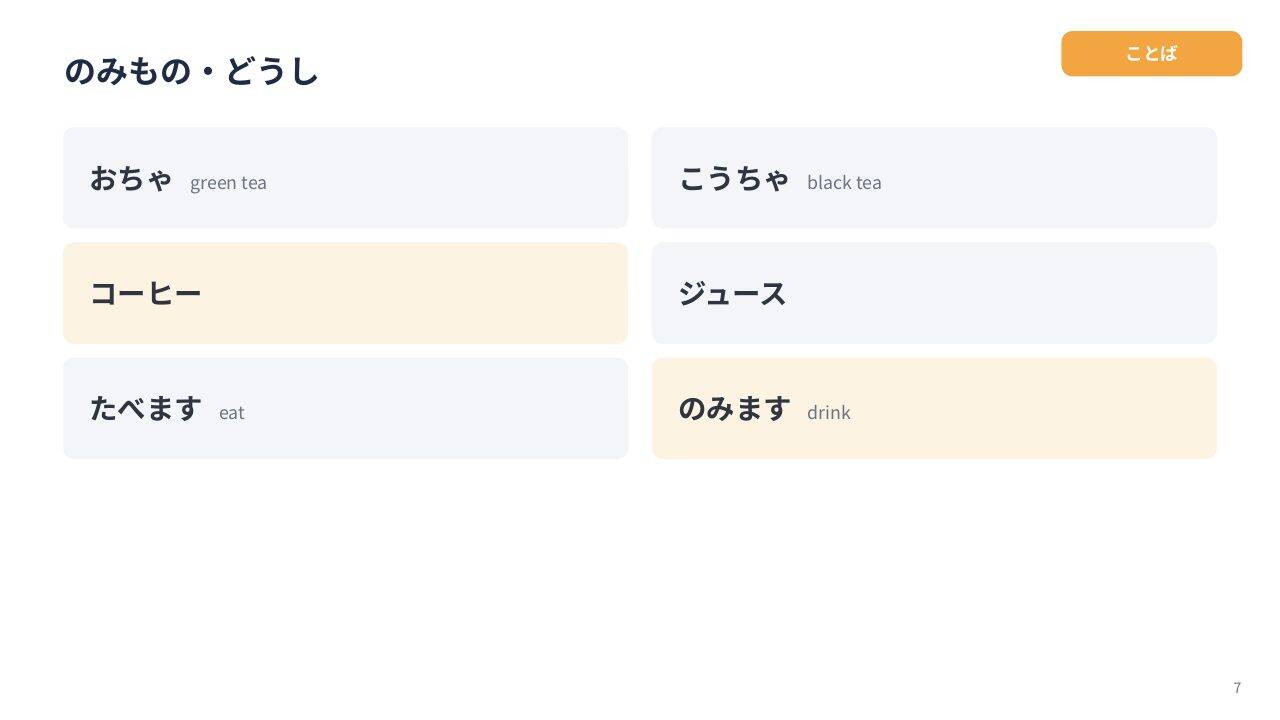 のみもの・どうし
ことば
おちゃ green tea
こうちゃ black tea
コーヒー
ジュース
たべます eat
のみます drink
7